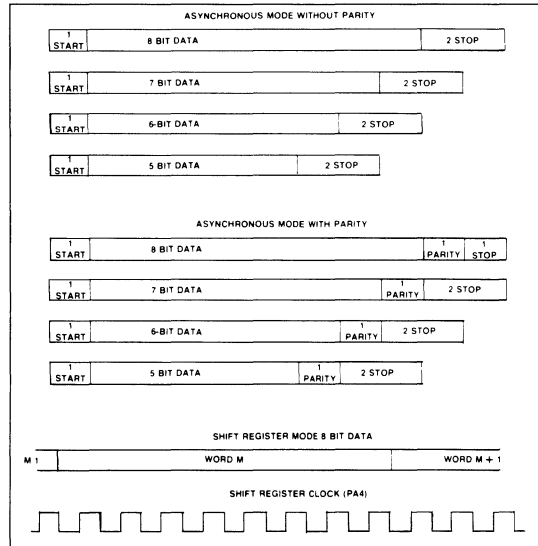 ASYNCHRONOUS MODE WITHOUT PARITY
1 START 8 BIT DATA 2 STOP
1 START 7 BIT DATA 2 STOP
1 START 6-BIT DATA 2 STOP
1 START 5 BIT DATA 2 STOP
ASYNCHRONOUS MODE WITH PARITY
1 START 8 BIT DATA 1 PARITY 1 STOP
1 START 7 BIT DATA 1 PARITY 2 STOP
1 START 6-BIT DATA 1 PARITY 2 STOP
1 START 5 BIT DATA 1 PARITY 2 STOP
SHIFT REGISTER MODE 8 BIT DATA
M 1 WORD M WORD M + 1
SHIFT REGISTER CLOCK (PA4)